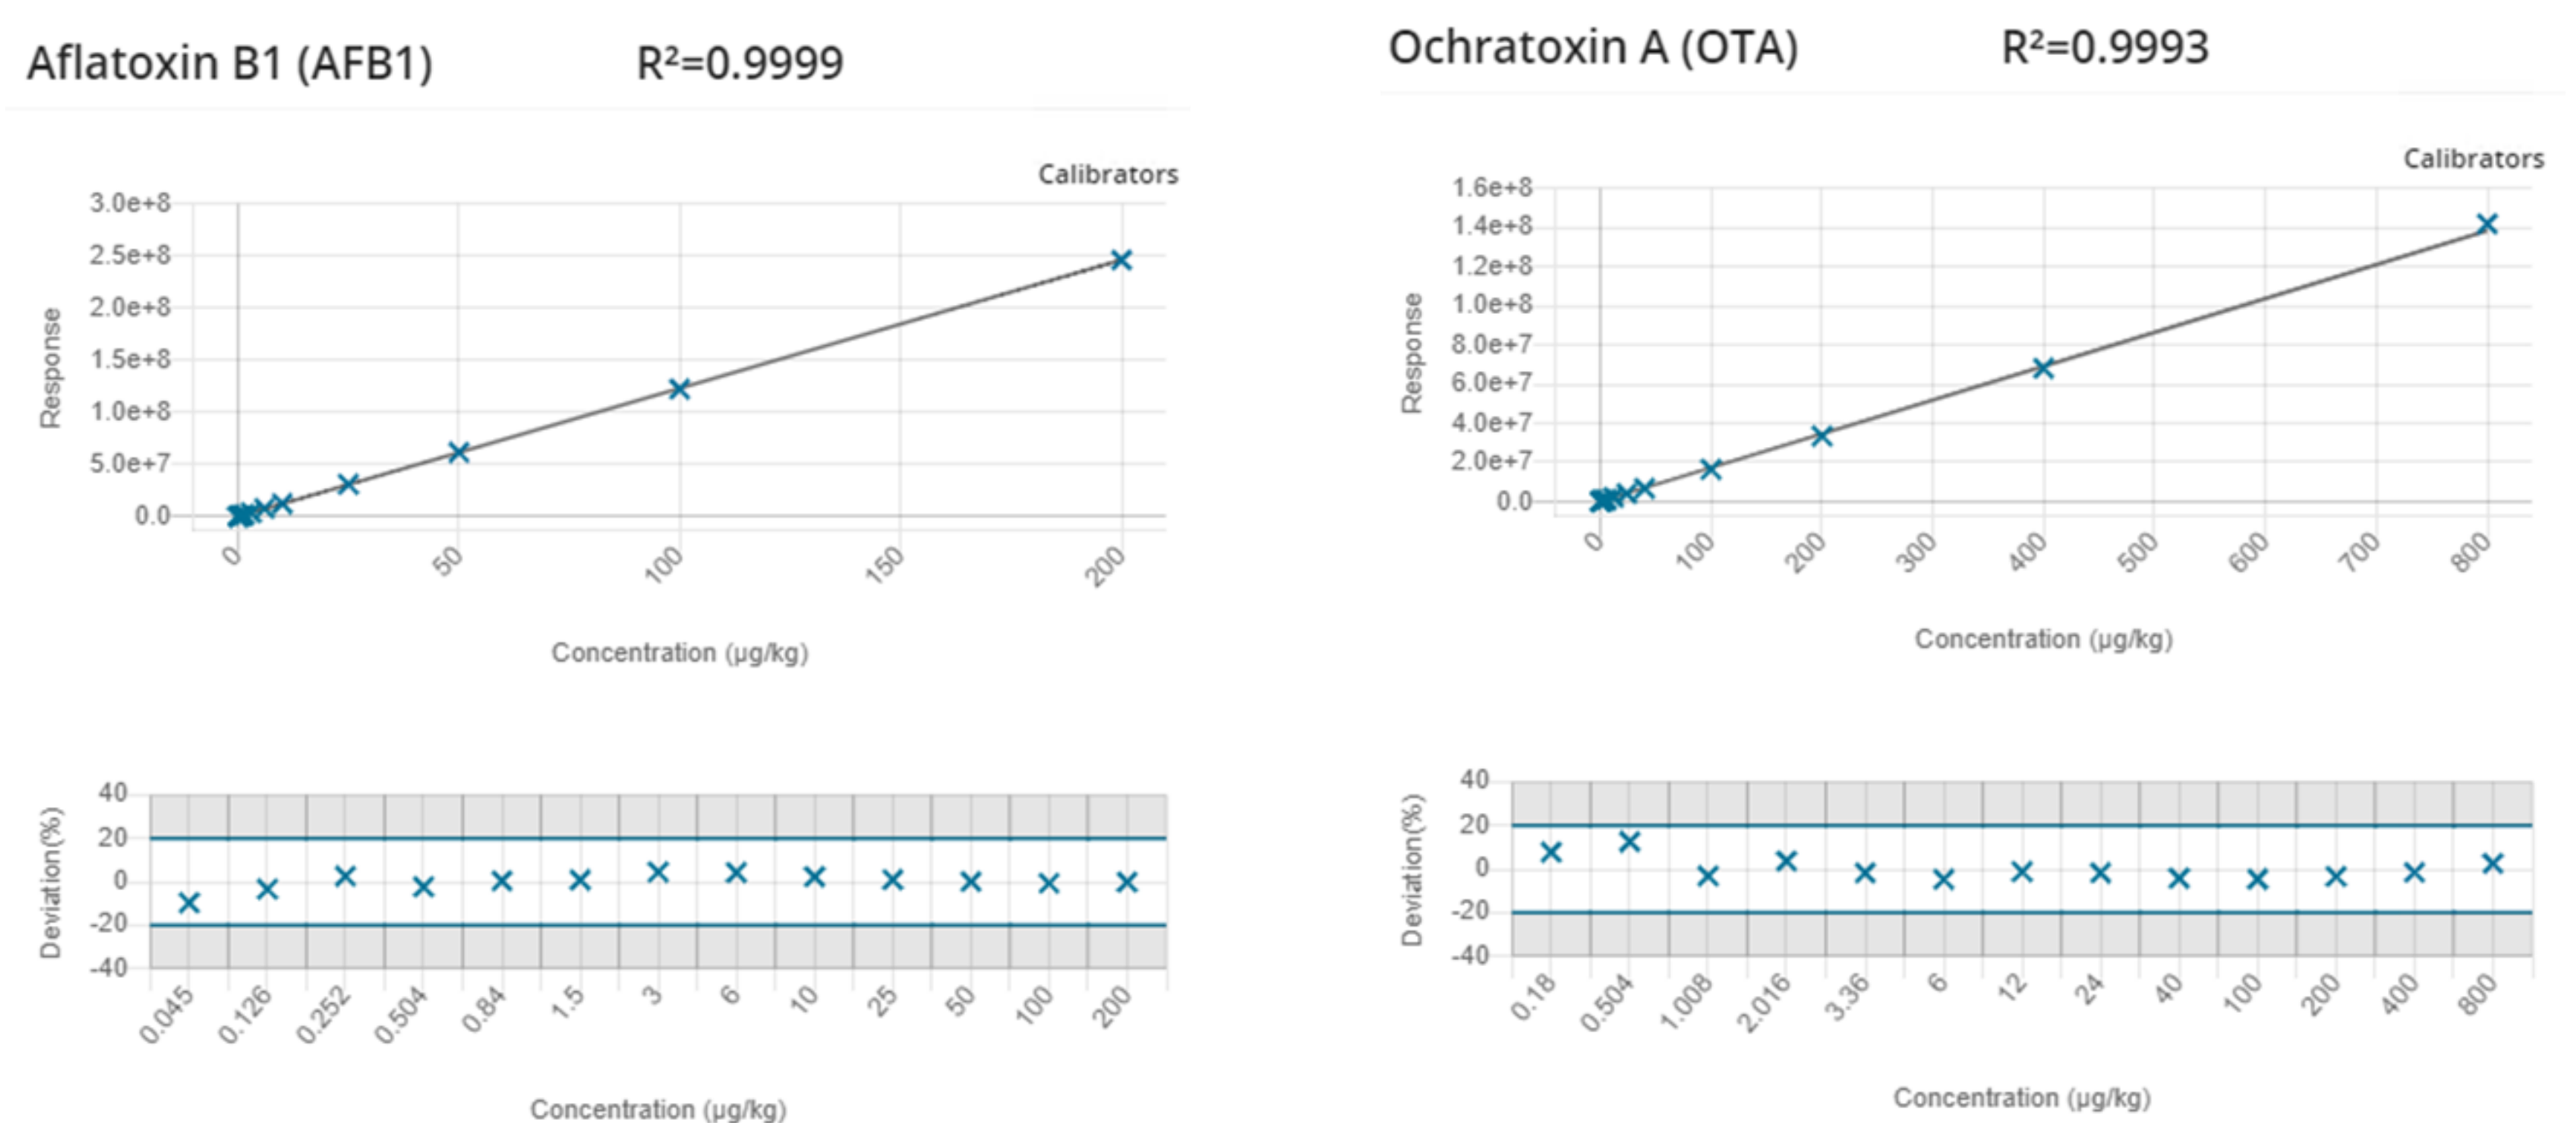 Aflatoxin B1 (AFB1) R²=0.9999
Calibrators
3.0e+8
2.5e+8
2.0e+8
1.5e+8
1.0e+8
5.0e+7
0.0
Response
0 50 100 150 200
Concentration (µg/kg)
40
20
0
-20
-40
Deviation(%)
0.045 0.126 0.252 0.504 0.84 1.5 3 6 10 25 50 100 200
Concentration (µg/kg)
Ochratoxin A (OTA) R²=0.9993
Calibrators
1.6e+8
1.4e+8
1.2e+8
1.0e+8
8.0e+7
6.0e+7
4.0e+7
2.0e+7
0.0
Response
0 100 200 300 400 500 600 700 800
Concentration (µg/kg)
40
20
0
-20
-40
Deviation(%)
0.18 0.504 1.008 2.016 3.36 6 12 24 40 100 200 400 800
Concentration (µg/kg)